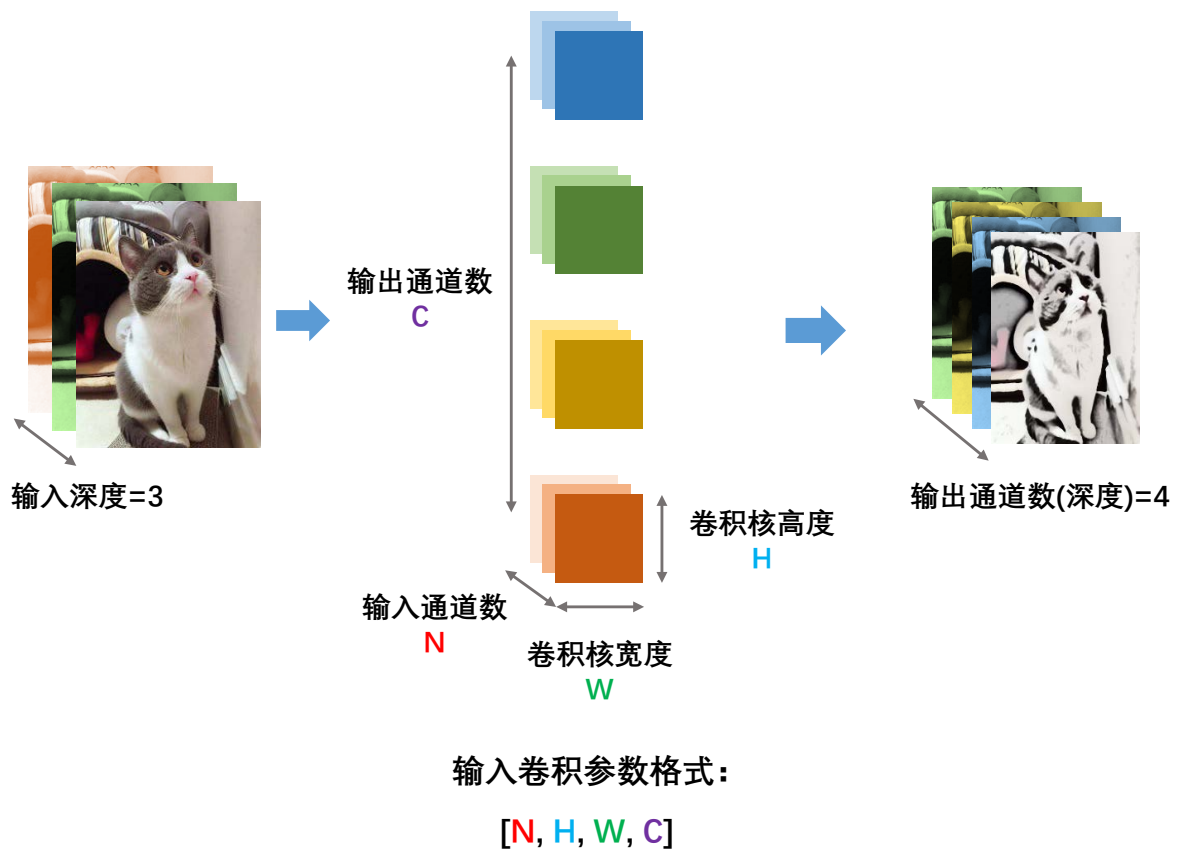 输入深度=3
输出通道数
C
输入通道数
N
卷积核宽度
W
卷积核高度
H
输出通道数(深度)=4
输入卷积参数格式：
[N, H, W, C]